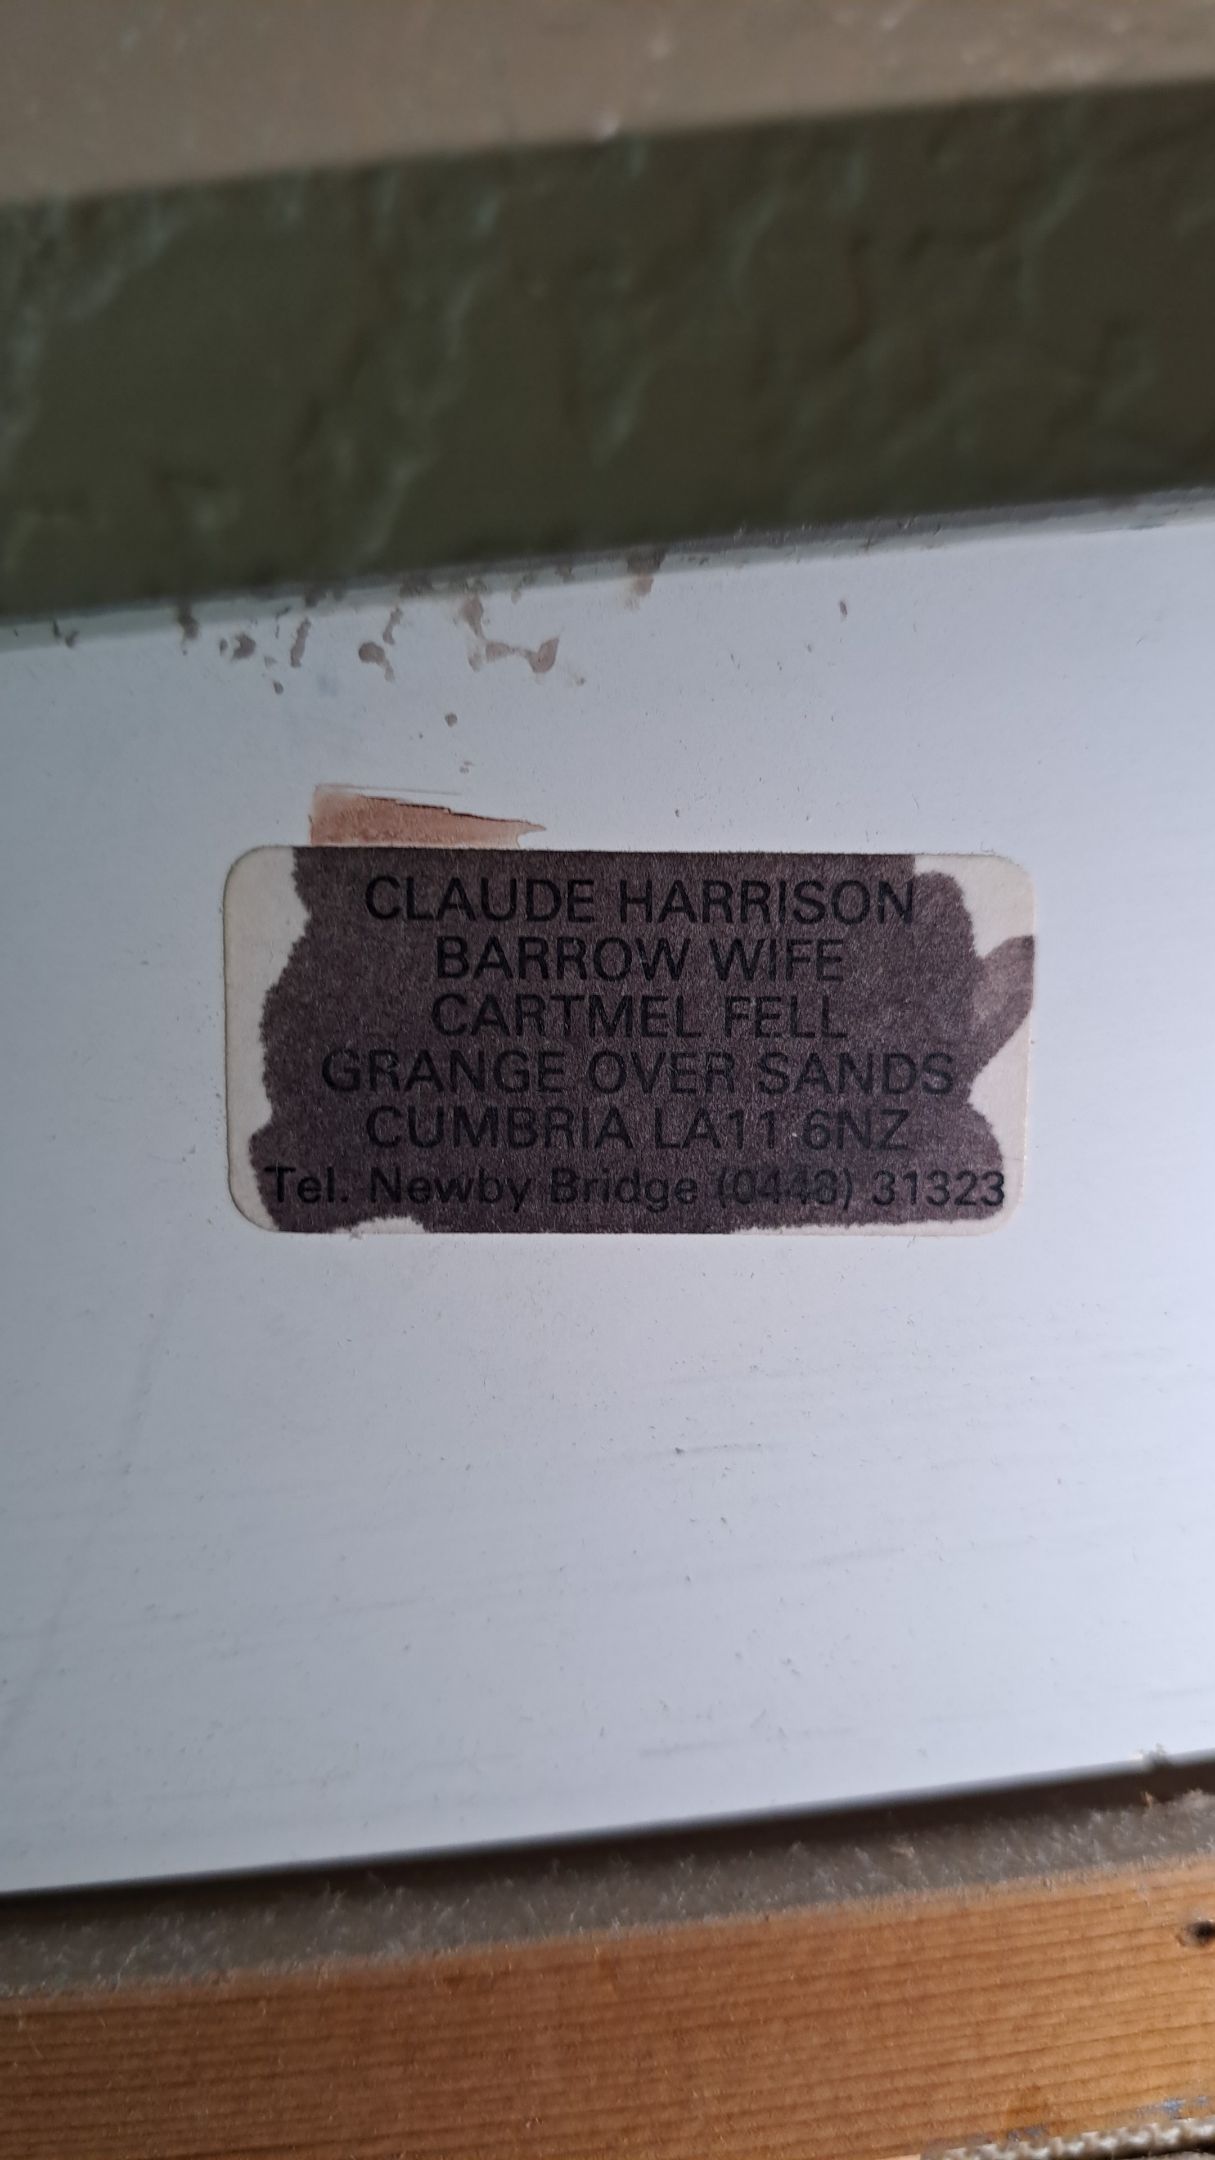 CLAUDE HARRISON
BARROW WIFE
CARTMEL FELL
GRANGE OVER SANDS
CUMBRIA LA11 6NZ
Tel. Newby Bridge (0448) 31323